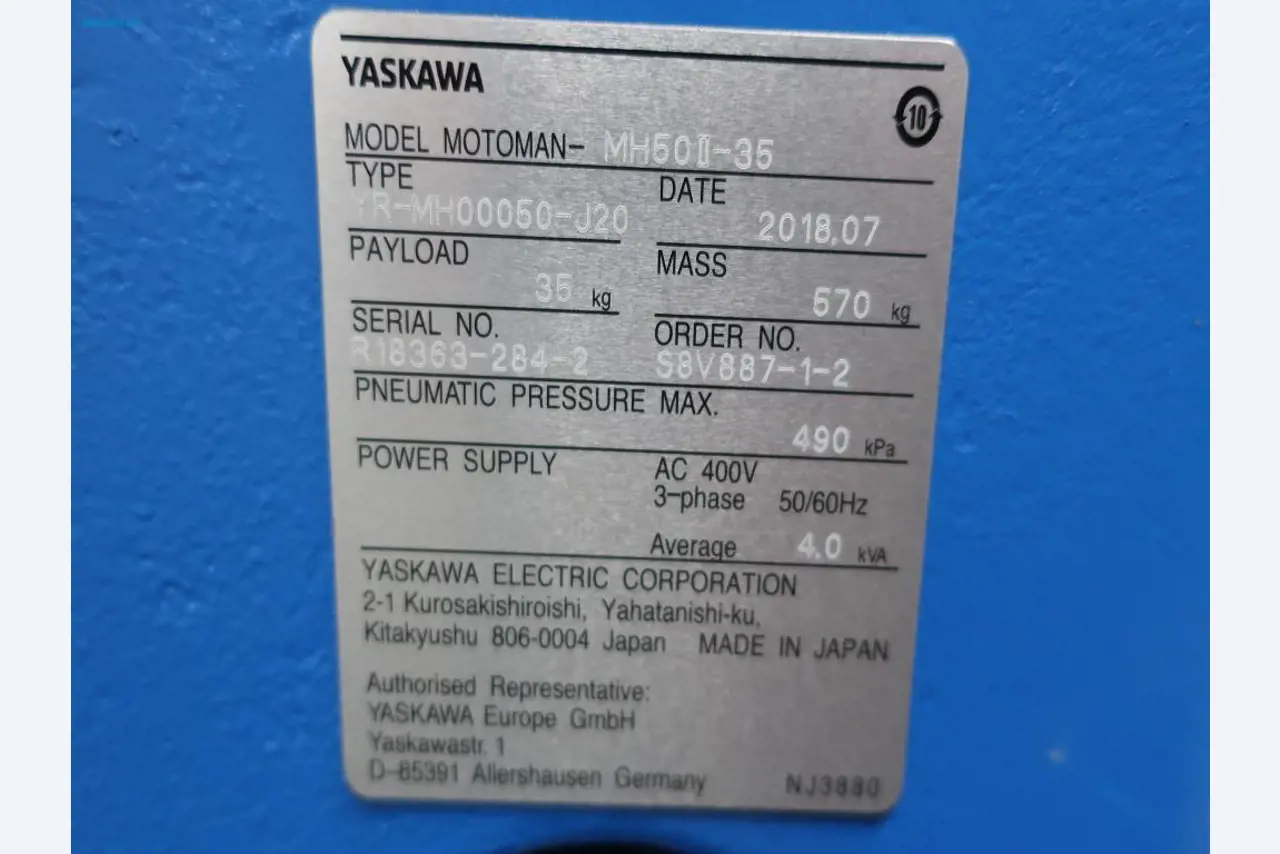 YASKAWA
10
MODEL MOTOMAN- MH50Ⅱ-35
TYPE
YR-MH00050-J20
DATE
2018.07
PAYLOAD
35 kg
MASS
570 kg
SERIAL NO.
R18363-284-2
ORDER NO.
S8V887-1-2
PNEUMATIC PRESSURE MAX.
490 kPa
POWER SUPPLY
AC 400V
3-phase 50/60Hz
Average 4.0 kVA
YASKAWA ELECTRIC CORPORATION
2-1 Kurosakishiroishi, Yahatanishi-ku,
Kitakyushu 806-0004 Japan MADE IN JAPAN
Authorised Representative:
YASKAWA Europe GmbH
Yaskawastr. 1
D-85391 Allershausen Germany
NJ3880